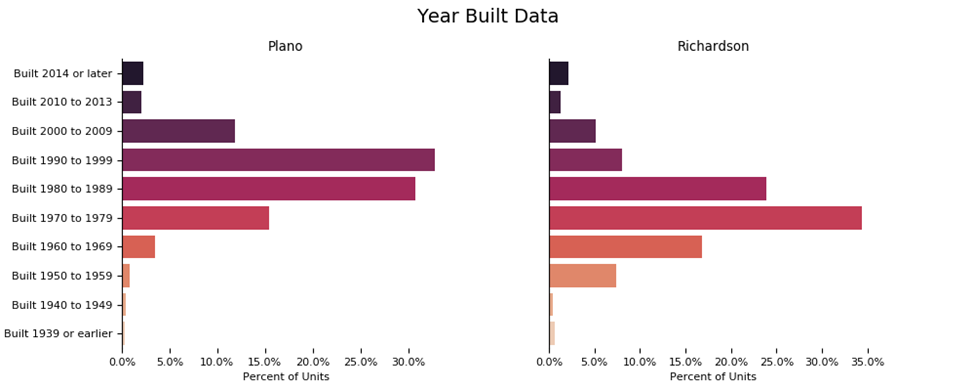 Year Built Data
Plano
Richardson
Built 2014 or later
Built 2010 to 2013
Built 2000 to 2009
Built 1990 to 1999
Built 1980 to 1989
Built 1970 to 1979
Built 1960 to 1969
Built 1950 to 1959
Built 1940 to 1949
Built 1939 or earlier
0.0% 5.0% 10.0% 15.0% 20.0% 25.0% 30.0%
Percent of Units
0.0% 5.0% 10.0% 15.0% 20.0% 25.0% 30.0% 35.0%
Percent of Units